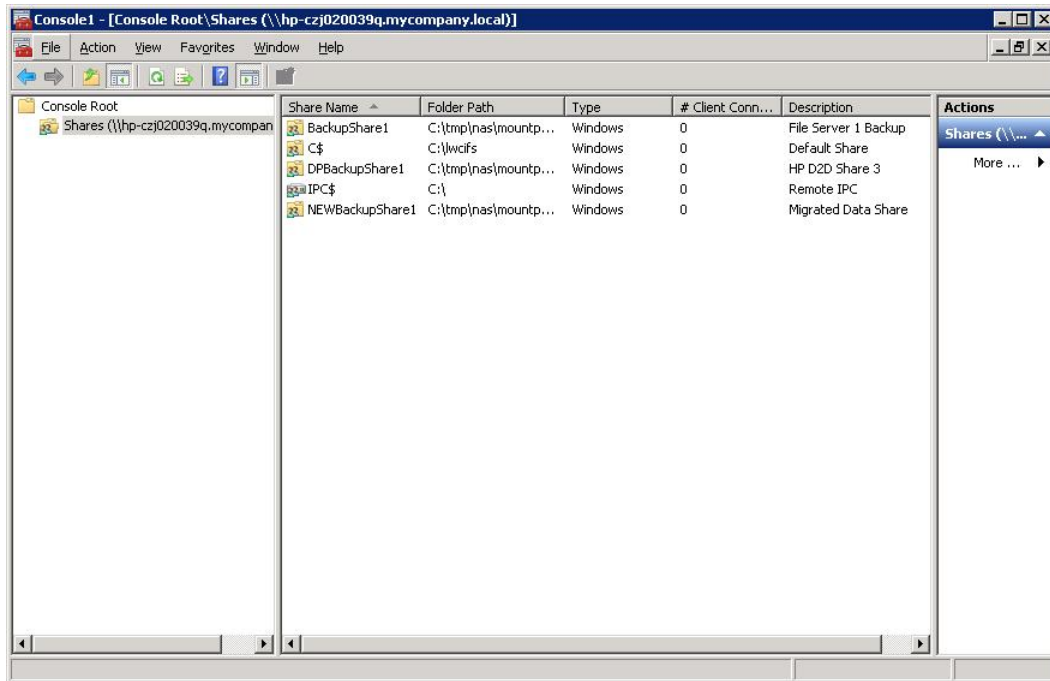 Console1 - [Console Root\Shares (\\hp-czj020039q.mycompany.local)]
File Action View Favorites Window Help
Console Root
Shares (\\hp-czj020039q.mycompan
Share Name Folder Path Type # Client Conn... Description
BackupShare1 C:\tmp\nas\mountp... Windows 0 File Server 1 Backup
C$ C:\lwcifs Windows 0 Default Share
DPBackupShare1 C:\tmp\nas\mountp... Windows 0 HP D2D Share 3
IPC$ C:\ Windows 0 Remote IPC
NEWBackupShare1 C:\tmp\nas\mountp... Windows 0 Migrated Data Share
Actions
Shares (\\...
More ...